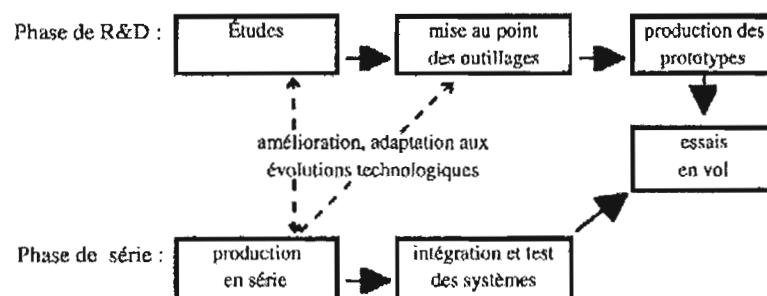 Phase de R&D :
Études
mise au point
des outillages
production des
prototypes
amélioration, adaptation aux
évolutions technologiques
essais
en vol
Phase de série :
production
en série
intégration et test
des systèmes